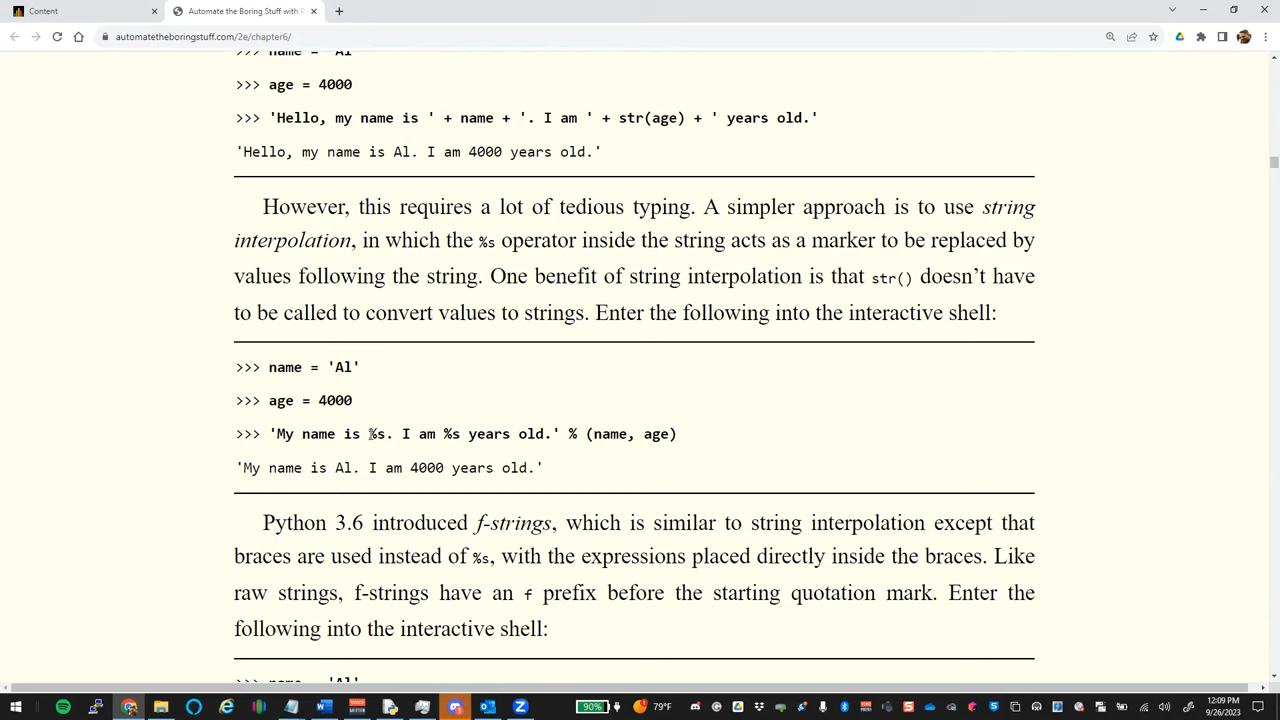 Content
Automate the Boring Stuff with P
automatetheboringstuff.com/2e/chapter6/
>>> name = 'Al'
>>> age = 4000
>>> 'Hello, my name is ' + name + '. I am ' + str(age) + ' years old.'
'Hello, my name is Al. I am 4000 years old.'
However, this requires a lot of tedious typing. A simpler approach is to use string
interpolation, in which the %s operator inside the string acts as a marker to be replaced by
values following the string. One benefit of string interpolation is that str() doesn’t have
to be called to convert values to strings. Enter the following into the interactive shell:
>>> name = 'Al'
>>> age = 4000
>>> 'My name is %s. I am %s years old.' % (name, age)
'My name is Al. I am 4000 years old.'
Python 3.6 introduced f-strings, which is similar to string interpolation except that
braces are used instead of %s, with the expressions placed directly inside the braces. Like
raw strings, f-strings have an f prefix before the starting quotation mark. Enter the
following into the interactive shell:
>>> name = 'Al'
90%
79°F
12:09 PM
9/26/2023